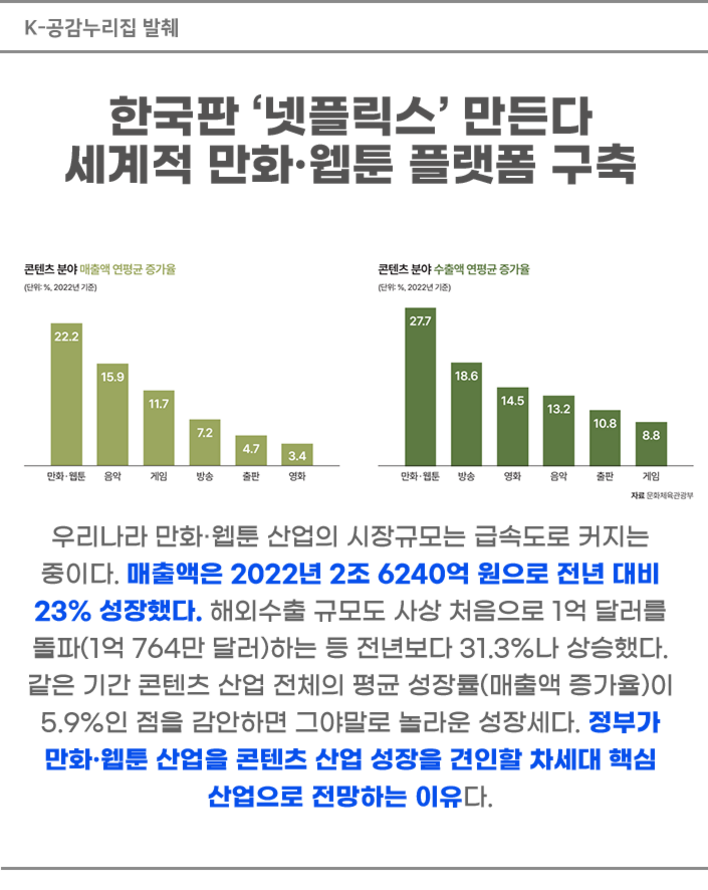 K-공감누리집 발췌
한국판 ‘넷플릭스’ 만든다
세계적 만화·웹툰 플랫폼 구축
콘텐츠 분야 매출액 연평균 증가율
(단위: %, 2022년 기준)
22.2
15.9
11.7
7.2
4.7
3.4
만화·웹툰 음악 게임 방송 출판 영화
콘텐츠 분야 수출액 연평균 증가율
(단위: %, 2022년 기준)
27.7
18.6
14.5
13.2
10.8
8.8
만화·웹툰 방송 영화 음악 출판 게임
자료 문화체육관광부
우리나라 만화·웹툰 산업의 시장규모는 급속도로 커지는
중이다. 매출액은 2022년 2조 6240억 원으로 전년 대비
23% 성장했다. 해외수출 규모도 사상 처음으로 1억 달러를
돌파(1억 764만 달러)하는 등 전년보다 31.3%나 상승했다.
같은 기간 콘텐츠 산업 전체의 평균 성장률(매출액 증가율)이
5.9%인 점을 감안하면 그야말로 놀라운 성장세다. 정부가
만화·웹툰 산업을 콘텐츠 산업 성장을 견인할 차세대 핵심
산업으로 전망하는 이유다.